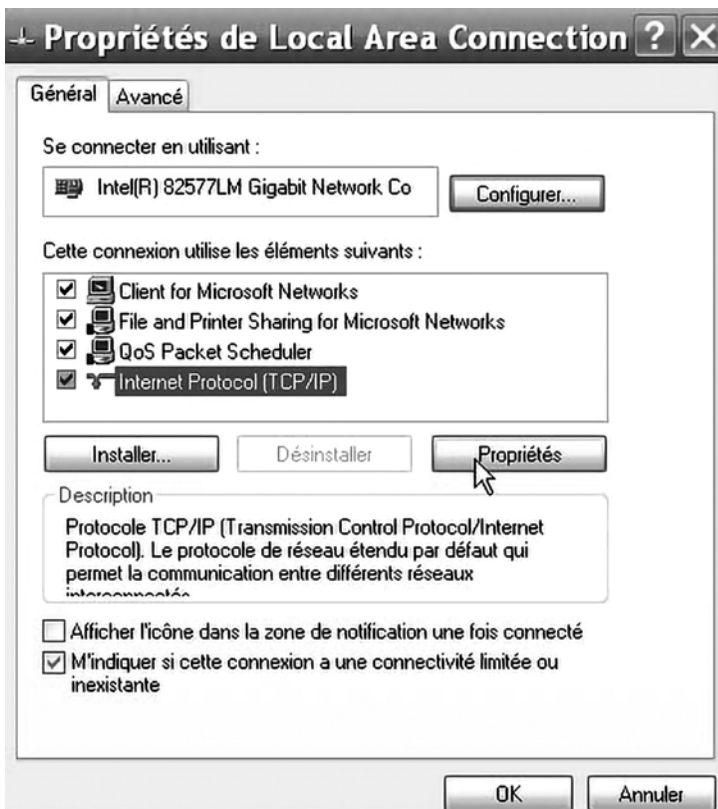 Propriétés de Local Area Connection
Général
Avancé
Se connecter en utilisant :
Intel(R) 82577LM Gigabit Network Co
Configurer...
Cette connexion utilise les éléments suivants :
Client for Microsoft Networks
File and Printer Sharing for Microsoft Networks
QoS Packet Scheduler
Internet Protocol (TCP/IP)
Installer...
Désinstaller
Propriétés
Description
Protocole TCP/IP (Transmission Control Protocol/Internet
Protocol). Le protocole de réseau étendu par défaut qui
permet la communication entre différents réseaux
interconnectés
Afficher l'icône dans la zone de notification une fois connecté
M'indiquer si cette connexion a une connectivité limitée ou
inexistante
OK
Annuler